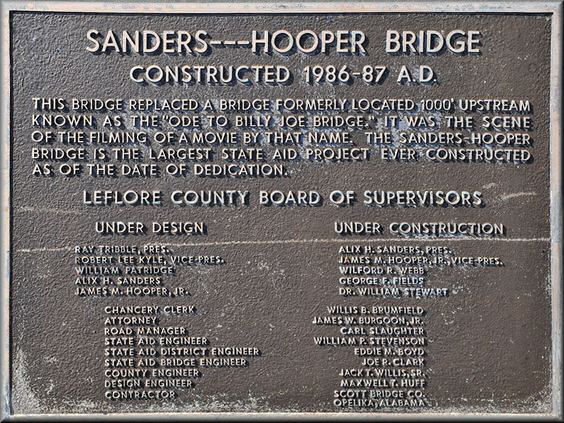 SANDERS---HOOPER BRIDGE
CONSTRUCTED 1986-87 A.D.
THIS BRIDGE REPLACED A BRIDGE FORMERLY LOCATED 1000' UPSTREAM
KNOWN AS THE "ODE TO BILLY JOE BRIDGE." IT WAS THE SCENE
OF THE FILMING OF A MOVIE BY THAT NAME. THE SANDERS-HOOPER
BRIDGE IS THE LARGEST STATE AID PROJECT EVER CONSTRUCTED
AS OF THE DATE OF DEDICATION.
LEFLORE COUNTY BOARD OF SUPERVISORS
UNDER DESIGN UNDER CONSTRUCTION
RAY TRIBBLE, PRES. ALIX H. SANDERS, PRES.
ROBERT LEE KYLE, VICE-PRES. JAMES M. HOOPER, JR., VICE-PRES.
WILLIAM PATRIDGE WILFORD R. WEBB
ALIX H. SANDERS GEORGE F. FIELDS
JAMES M. HOOPER, JR. DR. WILLIAM STEWART
CHANCERY CLERK WILLIS B. BRUMFIELD
ATTORNEY JAMES W. BURGOON, JR.
ROAD MANAGER CARL SLAUGHTER
STATE AID ENGINEER WILLIAM P. STEVENSON
STATE AID DISTRICT ENGINEER EDDIE M. BOYD
STATE AID BRIDGE ENGINEER JOE R. CLARK
COUNTY ENGINEER JACK T. WILLIS, SR.
DESIGN ENGINEER MAXWELL T. HUFF
CONTRACTOR SCOTT BRIDGE CO.
OPELIKA, ALABAMA